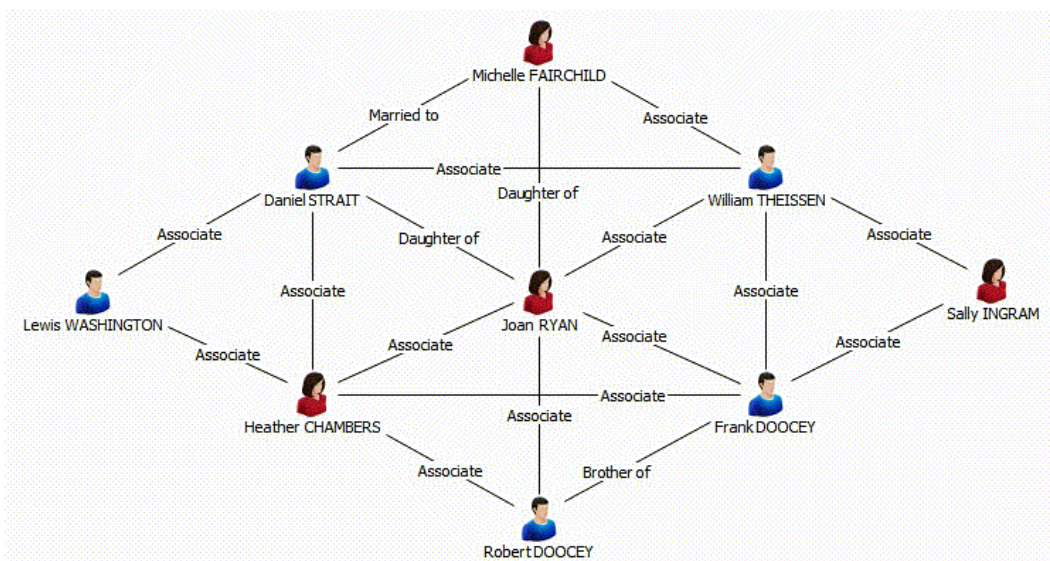 Michelle FAIRCHILD
Married to
Associate
Associate
Daughter of
Daniel STRAIT
William THEISSEN
Associate
Daughter of
Associate
Associate
Associate
Associate
Lewis WASHINGTON
Joan RYAN
Sally INGRAM
Associate
Associate
Associate
Associate
Associate
Associate
Heather CHAMBERS
Frank DOOCEY
Associate
Brother of
Robert DOOCEY